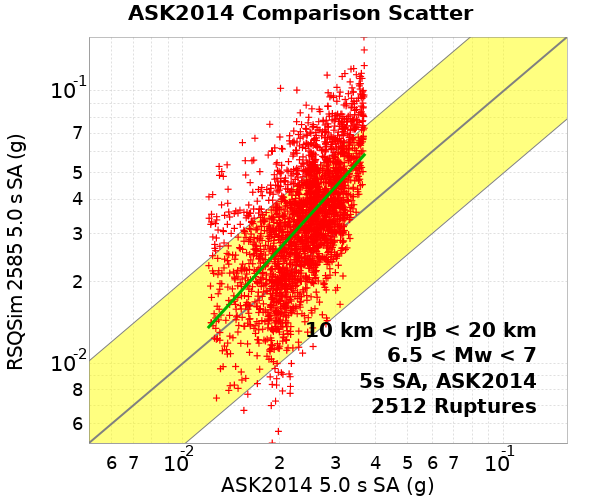 ASK2014 Comparison Scatter
RSQSim 2585 5.0 s SA (g)
10-1
7
5
4
3
2
10-2
8
6
10 km < rJB < 20 km
6.5 < Mw < 7
5s SA, ASK2014
2512 Ruptures
6 7 10-2 2 3 4 5 6 7 10-1
ASK2014 5.0 s SA (g)